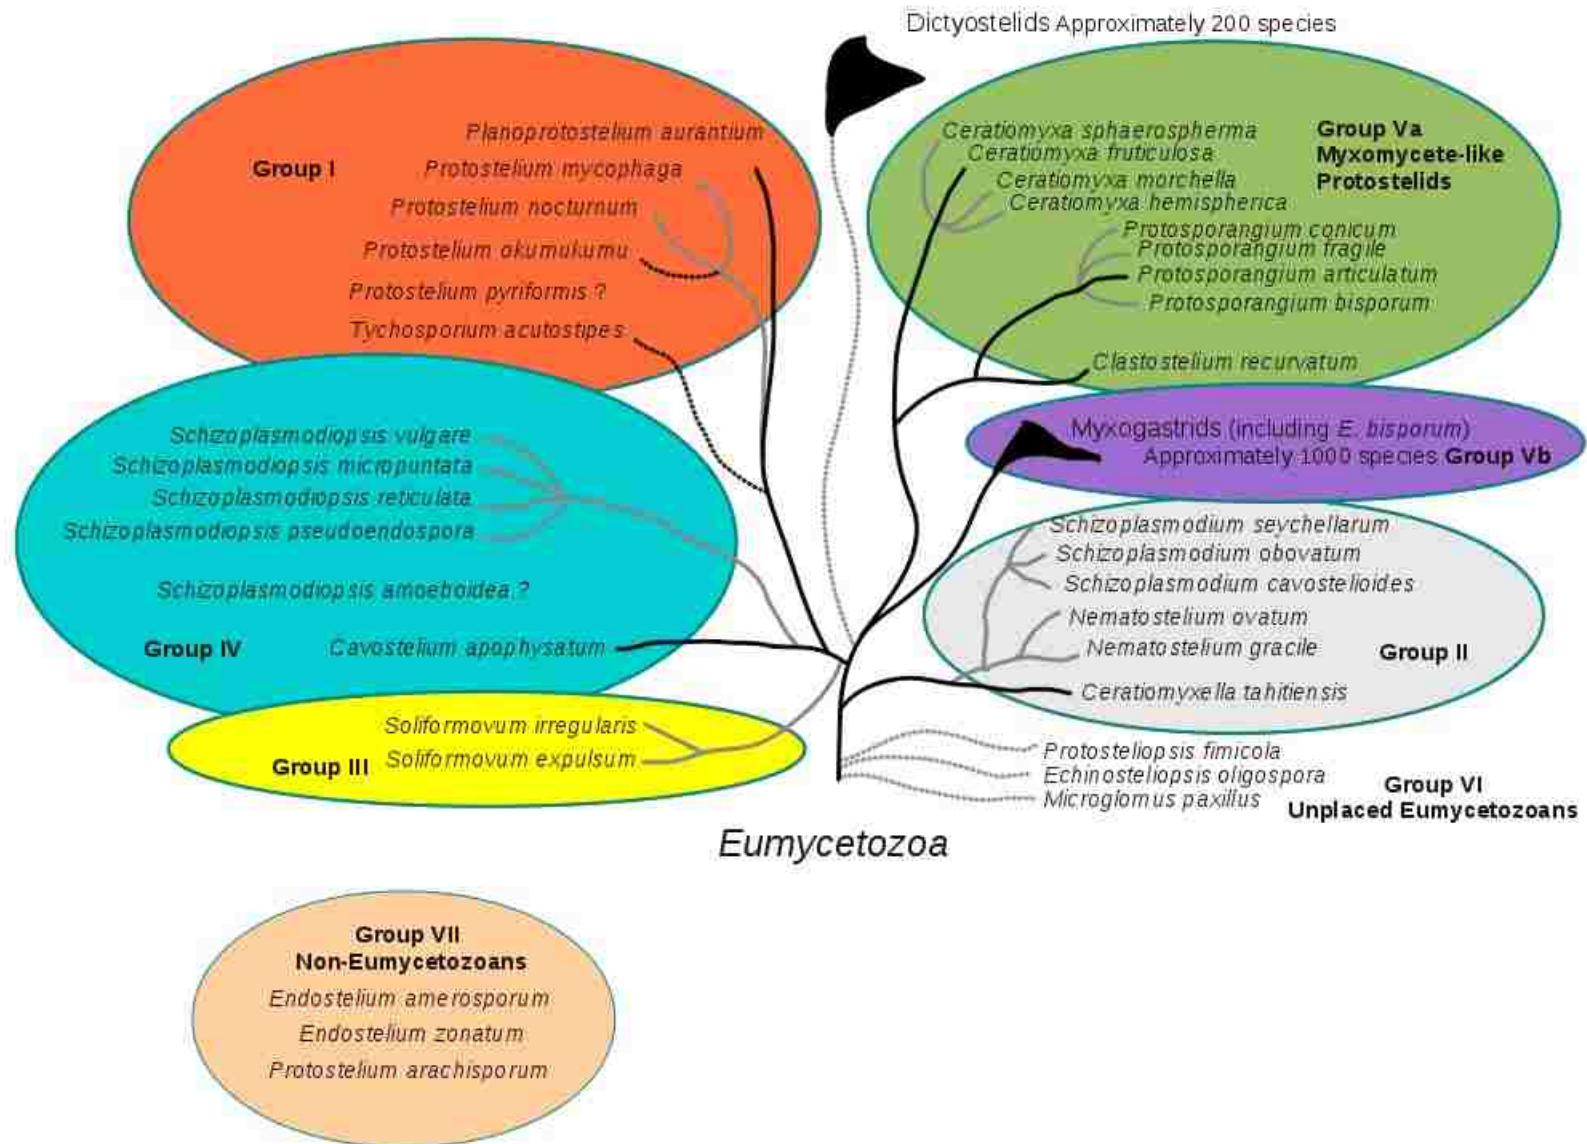 Dictyostelids Approximately 200 species
Group I
Planoprotostelium aurantium
Protostelium mycophaga
Protostelium nocturnum
Protostelium okumukumu
Protostelium pyriformis ?
Tychosporium acutostipes
Ceratiomyxa sphaerosperma
Ceratiomyxa fruticulosa
Ceratiomyxa morchella
Ceratiomyxa hemispherica
Protosporangium conicum
Protosporangium fragile
Protosporangium articulatum
Protosporangium bisporum
Clastostelium recurvatum
Group Va
Myxomycete-like
Protostelids
Schizoplasmodiopsis vulgare
Schizoplasmodiopsis micropuntata
Schizoplasmodiopsis reticulata
Schizoplasmodiopsis pseudoendospora
Schizoplasmodiopsis amoeboidea ?
Group IV
Cavostelium apophysatum
Myxogastrids (including E. bisporum)
Approximately 1000 species Group Vb
Schizoplasmodium seychellarum
Schizoplasmodium obovatum
Schizoplasmodium cavostelioides
Nematostelium ovatum
Nematostelium gracile
Group II
Ceratiomyxella tahitiensis
Soliformovum irregularis
Soliformovum expulsum
Group III
Protosteliopsis fimicola
Echinosteliopsis oligospora
Microglomus paxillus
Group VI
Unplaced Eumycetozoans
Eumycetozoa
Group VII
Non-Eumycetozoans
Endostelium amerosporum
Endostelium zonatum
Protostelium arachisporum